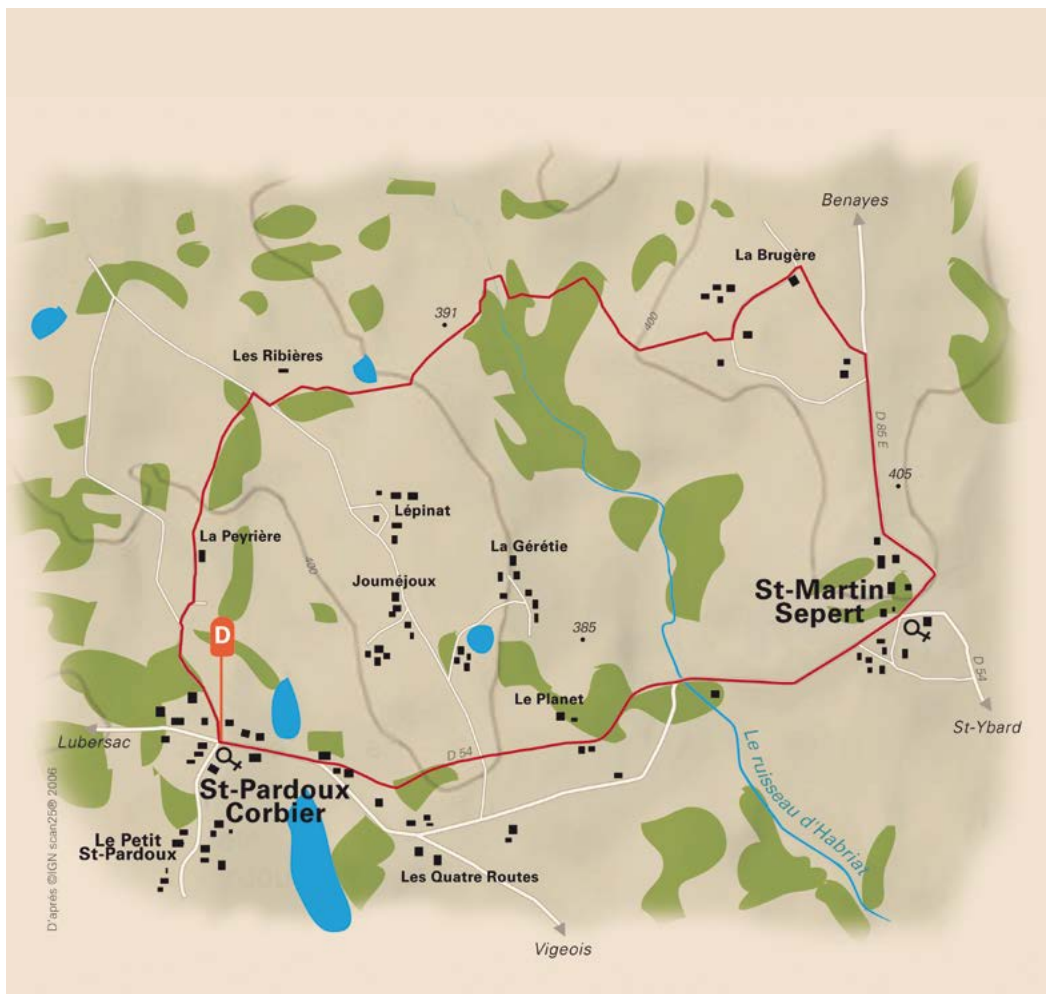 Benayes
La Brugère
391
400
Les Ribières
D 85 E
405
Lépinat
La Peyrière
La Gérétie
400
Jouméjoux
St-Martin
Sepert
385
D
Le Planet
D 54
Lubersac
D 54
St-Ybard
St-Pardoux
Corbier
Le ruisseau d'Habriat
Le Petit
St-Pardoux
Les Quatre Routes
Vigeois
D'après ©IGN scan25® 2006